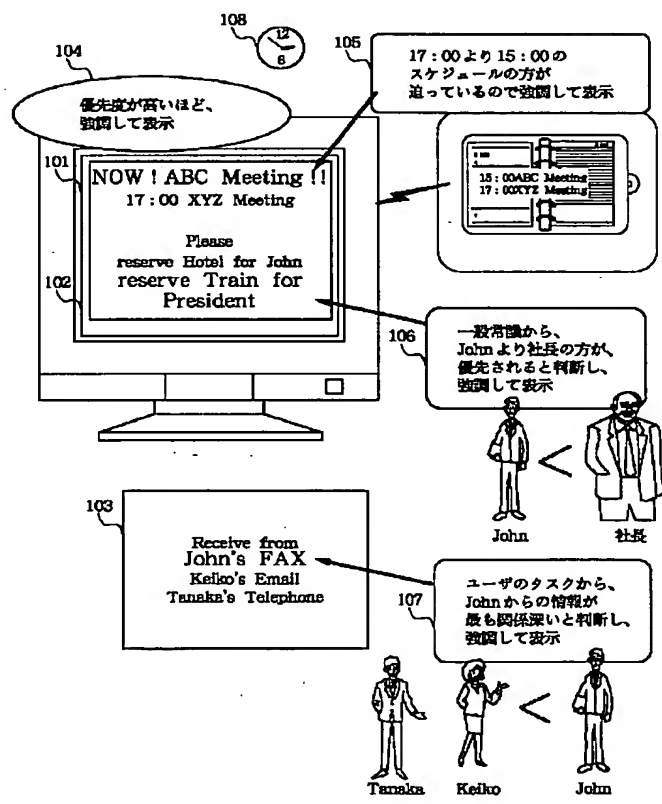 108
12
6
104
優先度が高いほど、
強調して表示
105
17:00より15:00の
スケジュールの方が
迫っているので強調して表示
101
NOW! ABC Meeting!!
17:00 XYZ Meeting
Please
reserve Hotel for John
reserve Train for
President
102
15:00ABC Meeting
17:00XYZ Meeting
106
一般常識から、
Johnより社長の方が、
優先されると判断し、
強調して表示
<
John
社長
103
Receive from
John's FAX
Keiko's Email
Tanaka's Telephone
107
ユーザのタスクから、
Johnからの情報が
最も関係深いと判断し、
強調して表示
<
Tanaka
Keiko
John